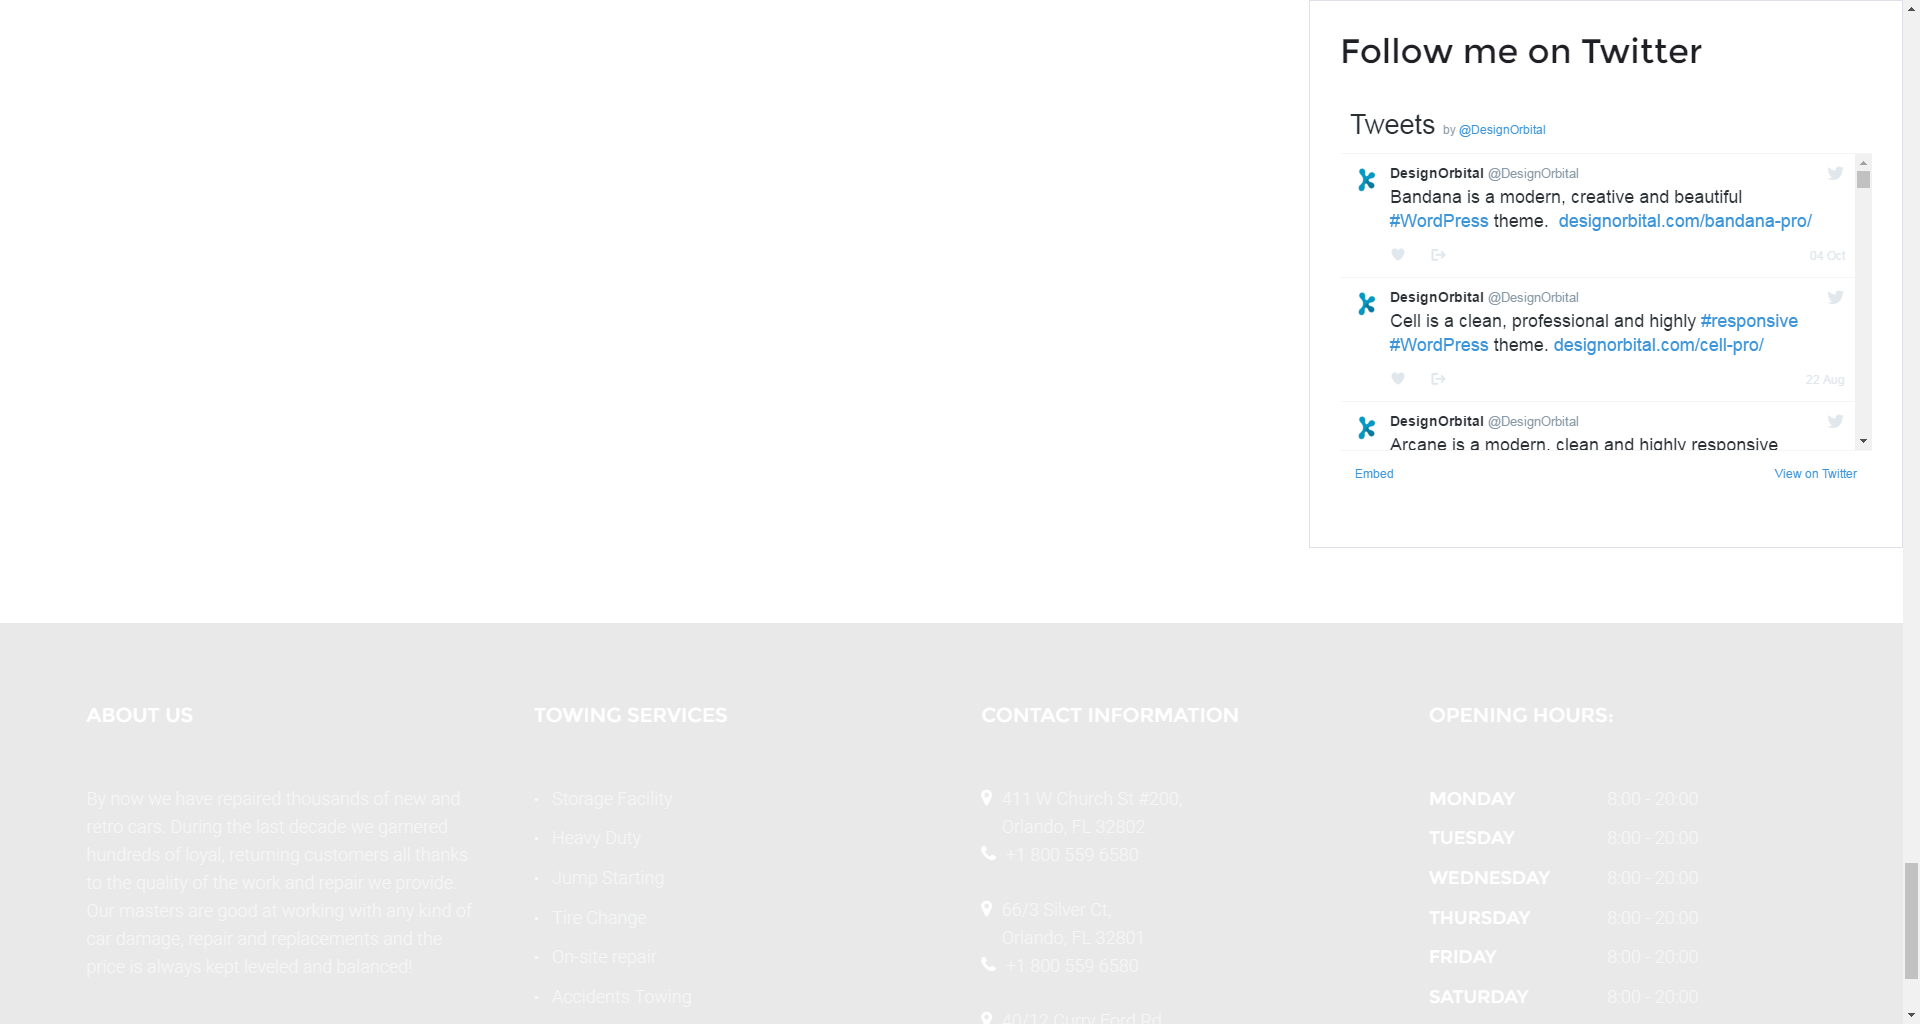 Follow me on Twitter
Tweets by @DesignOrbital
DesignOrbital @DesignOrbital
Bandana is a modern, creative and beautiful
#WordPress theme. designorbital.com/bandana-pro/
04 Oct
DesignOrbital @DesignOrbital
Cell is a clean, professional and highly #responsive
#WordPress theme. designorbital.com/cell-pro/
22 Aug
DesignOrbital @DesignOrbital
Arcane is a modern, clean and highly responsive
Embed
View on Twitter
ABOUT US
By now we have repaired thousands of new and
retro cars. During the last decade we garnered
hundreds of loyal, returning customers all thanks
to the quality of the work and repair we provide.
Our masters are good at working with any kind of
car damage, repair and replacements and the
price is always kept leveled and balanced!
TOWING SERVICES
Storage Facility
Heavy Duty
Jump Starting
Tire Change
On-site repair
Accidents Towing
CONTACT INFORMATION
411 W Church St #200,
Orlando, FL 32802
+1 800 559 6580
66/3 Silver Ct,
Orlando, FL 32801
+1 800 559 6580
40/12 Curry Ford Rd
OPENING HOURS:
MONDAY 8:00 - 20:00
TUESDAY 8:00 - 20:00
WEDNESDAY 8:00 - 20:00
THURSDAY 8:00 - 20:00
FRIDAY 8:00 - 20:00
SATURDAY 8:00 - 20:00